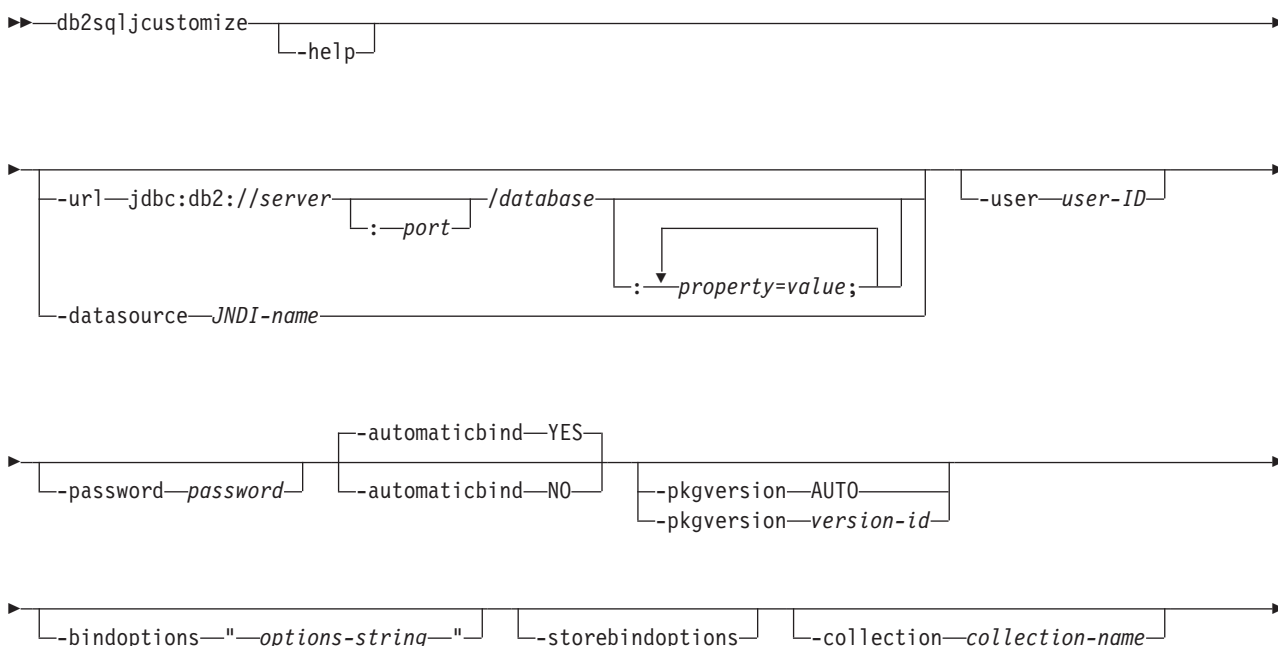 db2sqljcustomize
-help
-url jdbc:db2://server /database -user user-ID
: port
: property=value;
-datasource JNDI-name
-automaticbind YES
-password password -automaticbind NO -pkgversion AUTO
-pkgversion version-id
-bindoptions " options-string " -storebindoptions -collection collection-name